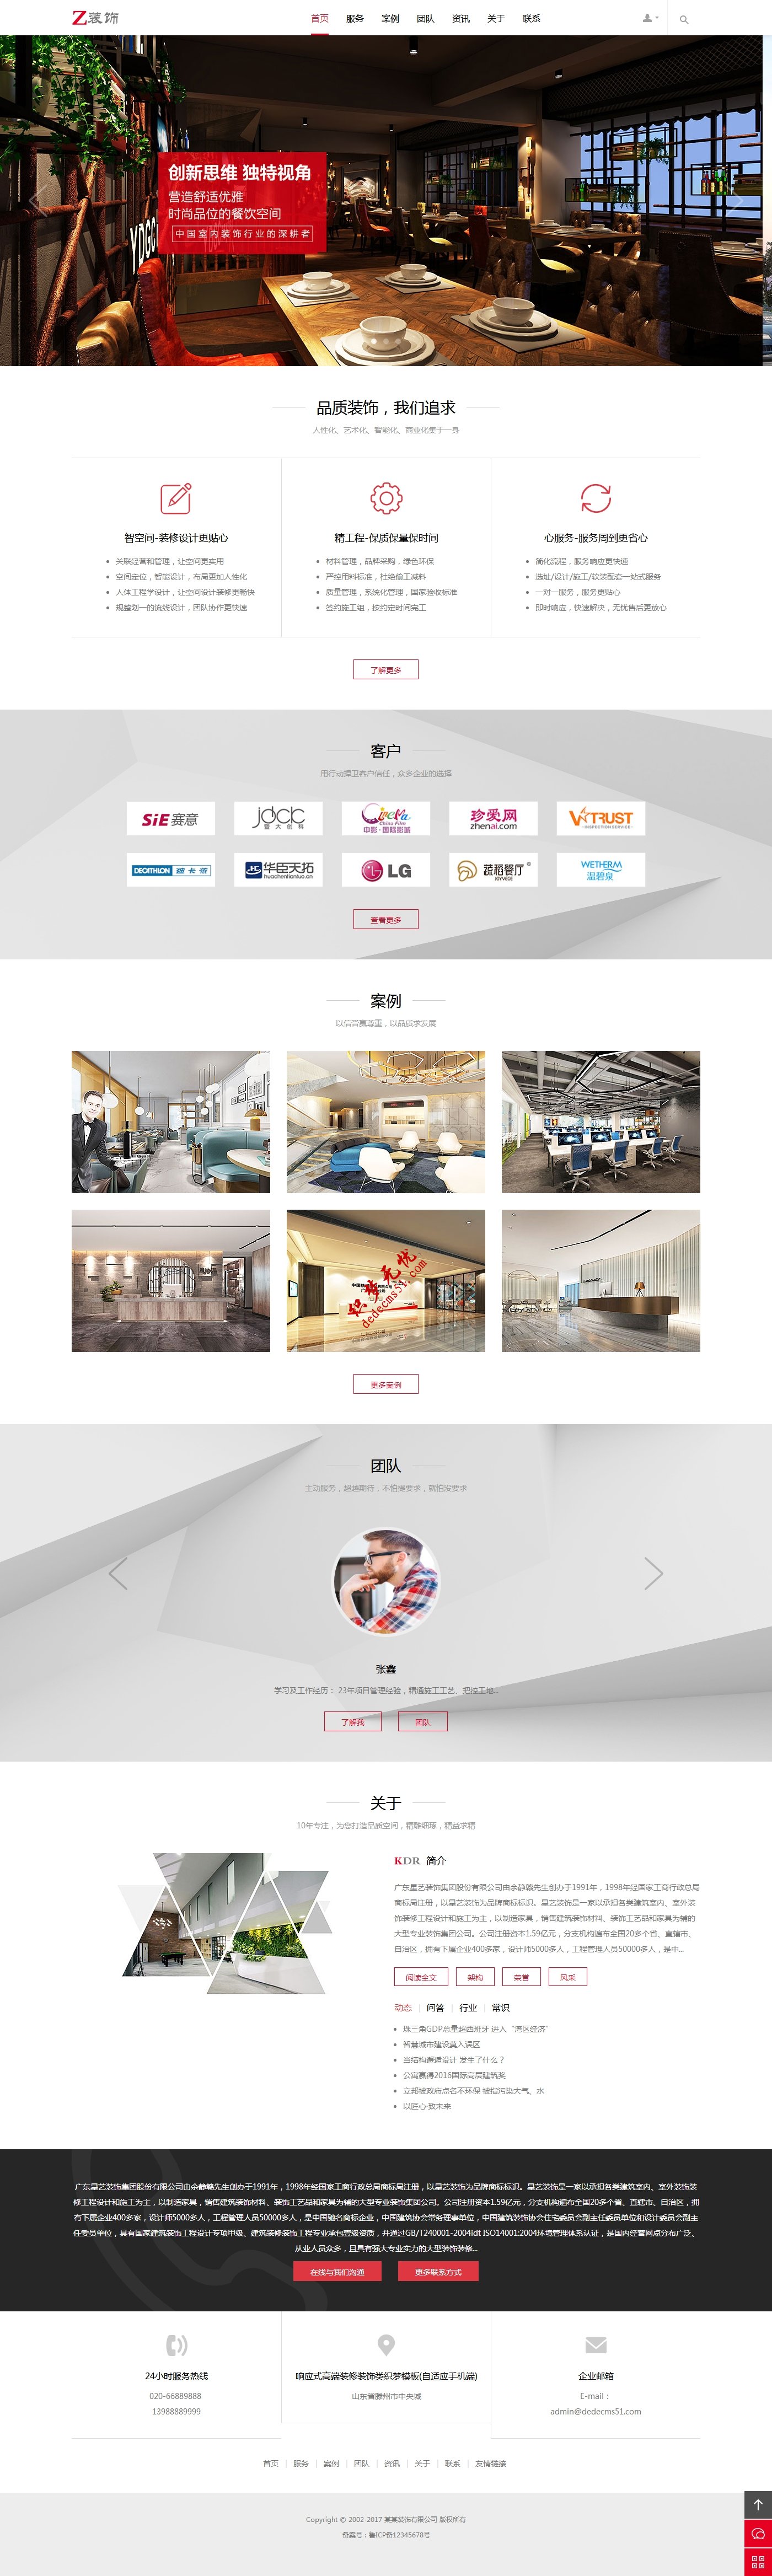 Z装饰
首页 服务 案例 团队 资讯 关于 联系
创新思维 独特视角
营造舒适优雅
时尚品位的餐饮空间
中国室内装饰行业的深耕者
品质装饰，我们追求
人性化、艺术化、智能化、商业化集于一身
智空间-装修设计更贴心
关联经营和管理，让空间更实用
空间定位，智能设计，布局更加人性化
人体工程学设计，让空间设计装修更畅快
规整划一的流线设计，团队协作更快速
精工程-保质保量保时间
材料管理，品牌采购，绿色环保
严控用料标准，杜绝偷工减料
质量管理，系统化管理，国家验收标准
签约施工组，按约定时间完工
心服务-服务周到更省心
简化流程，服务响应更快速
选址/设计/施工/软装配套一站式服务
一对一服务，服务更贴心
即时响应，快速解决，无忧售后更放心
了解更多
客户
用行动捍卫客户信任，众多企业的选择
SiE赛意
中影·国际影城
China Film
珍爱网
zhenai.com
TRUST
INSPECTION SERVICE
DECATHLON 迪卡侬
华臣天拓
huachentiantuo.cn
LG
蔬稻餐厅
JOYVEGE
WETHERM
温碧泉
查看更多
案例
以信誉赢尊重，以品质求发展
织梦无忧
dedecms51.com
更多案例
团队
主动服务，超越期待，不怕提要求，就怕没要求
张鑫
学习及工作经历： 23年项目管理经验，精通施工工艺、把控工地...
了解我 团队
关于
10年专注，为您打造品质空间，精雕细琢，精益求精
KDR 简介
广东星艺装饰集团股份有限公司由余静赣先生创办于1991年，1998年经国家工商行政总局
商标局注册，以星艺装饰为品牌商标标识。星艺装饰是一家以承担各类建筑室内、室外装
饰装修工程设计和施工为主，以制造家具，销售建筑装饰材料、装饰工艺品和家具为辅的
大型专业装饰集团公司。公司注册资本1.59亿元，分支机构遍布全国20多个省、直辖市、
自治区，拥有下属企业400多家，设计师5000多人，工程管理人员50000多人，是中...
阅读全文 架构 荣誉 风采
动态 | 问答 | 行业 | 常识
珠三角GDP总量超西班牙 进入“湾区经济”
智慧城市建设莫入误区
当结构邂逅设计 发生了什么？
公寓赢得2016国际高层建筑奖
立邦被政府点名不环保 被指污染大气、水
以匠心·致未来
广东星艺装饰集团股份有限公司由余静赣先生创办于1991年，1998年经国家工商行政总局商标局注册，以星艺装饰为品牌商标标识。星艺装饰是一家以承担各类建筑室内、室外装饰装
修工程设计和施工为主，以制造家具，销售建筑装饰材料、装饰工艺品和家具为辅的大型专业装饰集团公司。公司注册资本1.59亿元，分支机构遍布全国20多个省、直辖市、自治区，拥
有下属企业400多家，设计师5000多人，工程管理人员50000多人，是中国驰名商标企业，中国建筑协会常务理事单位，中国建筑装饰协会住宅委员会副主任委员单位和设计委员会副主
任委员单位，具有国家建筑装饰工程设计专项甲级、建筑装修装饰工程专业承包壹级资质，并通过GB/T240001-2004idt ISO14001:2004环境管理体系认证，是国内经营网点分布广泛、
从业人员众多，且具有强大专业实力的大型装饰装修...
在线与我们沟通 更多联系方式
24小时服务热线
020-66889888
13988889999
响应式高端装修装饰类织梦模板(自适应手机端)
山东省滕州市中央城
企业邮箱
E-mail：
admin@dedecms51.com
首页 | 服务 | 案例 | 团队 | 资讯 | 关于 | 联系 | 友情链接
Copyright © 2002-2017 某某装饰有限公司 版权所有
备案号：鲁ICP备12345678号